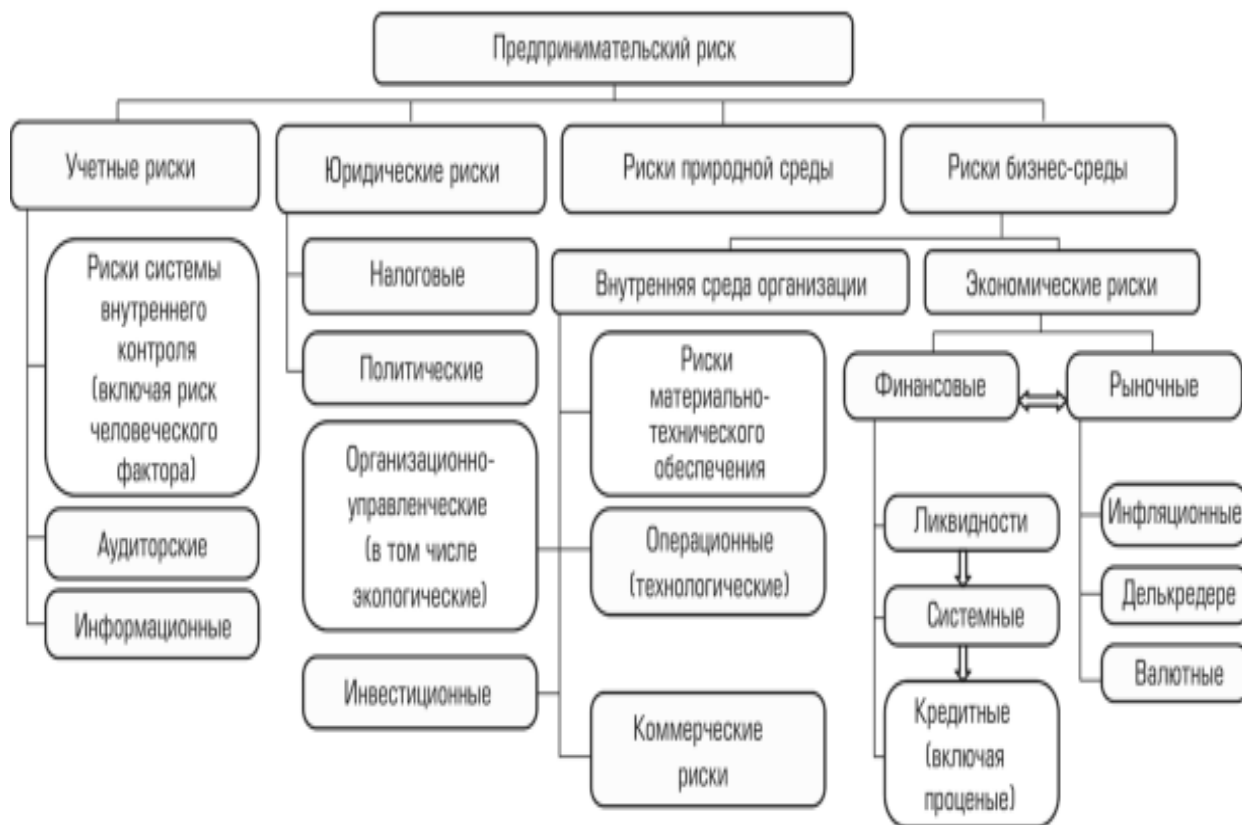 Предпринимательский риск
Учетные риски
Юридические риски
Риски природной среды
Риски бизнес-среды
Риски системы
внутреннего
контроля
(включая риск
человеческого
фактора)
Аудиторские
Информационные
Налоговые
Политические
Организационно-
управленческие
(в том числе
экологические)
Инвестиционные
Внутренняя среда организации
Риски
материально-
технического
обеспечения
Операционные
(технологические)
Коммерческие
риски
Экономические риски
Финансовые
Рыночные
Ликвидности
Системные
Кредитные
(включая
проценые)
Инфляционные
Делькредере
Валютные